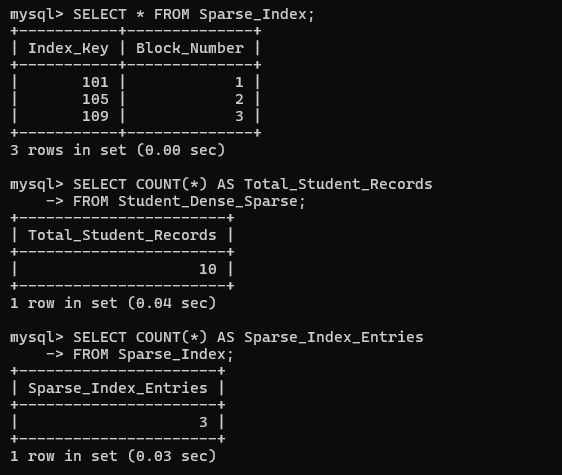 mysql> SELECT * FROM Sparse_Index;
+-----------+--------------+
| Index_Key | Block_Number |
+-----------+--------------+
|       101 |            1 |
|       105 |            2 |
|       109 |            3 |
+-----------+--------------+
3 rows in set (0.00 sec)

mysql> SELECT COUNT(*) AS Total_Student_Records
    -> FROM Student_Dense_Sparse;
+-----------------------+
| Total_Student_Records |
+-----------------------+
|                    10 |
+-----------------------+
1 row in set (0.04 sec)

mysql> SELECT COUNT(*) AS Sparse_Index_Entries
    -> FROM Sparse_Index;
+----------------------+
| Sparse_Index_Entries |
+----------------------+
|                    3 |
+----------------------+
1 row in set (0.03 sec)